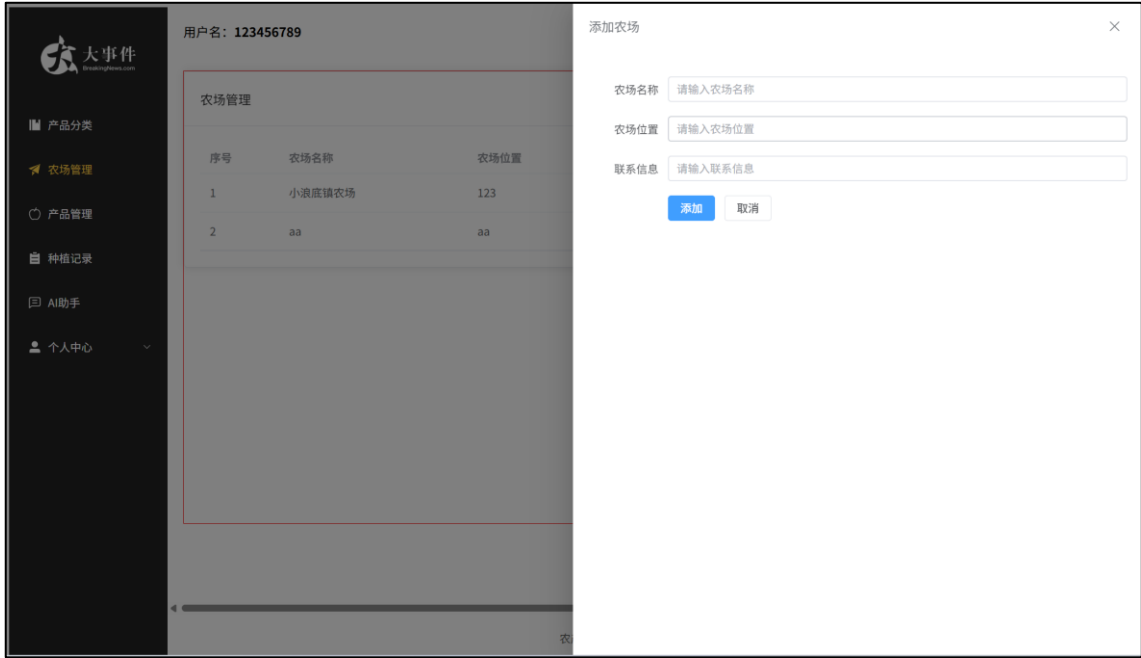 大事件
BreakingNews.com
产品分类
农场管理
产品管理
种植记录
AI助手
个人中心
用户名：123456789
农场管理
序号 农场名称 农场位置
1 小浪底镇农场 123
2 aa aa
农
添加农场
农场名称 请输入农场名称
农场位置 请输入农场位置
联系信息 请输入联系信息
添加 取消